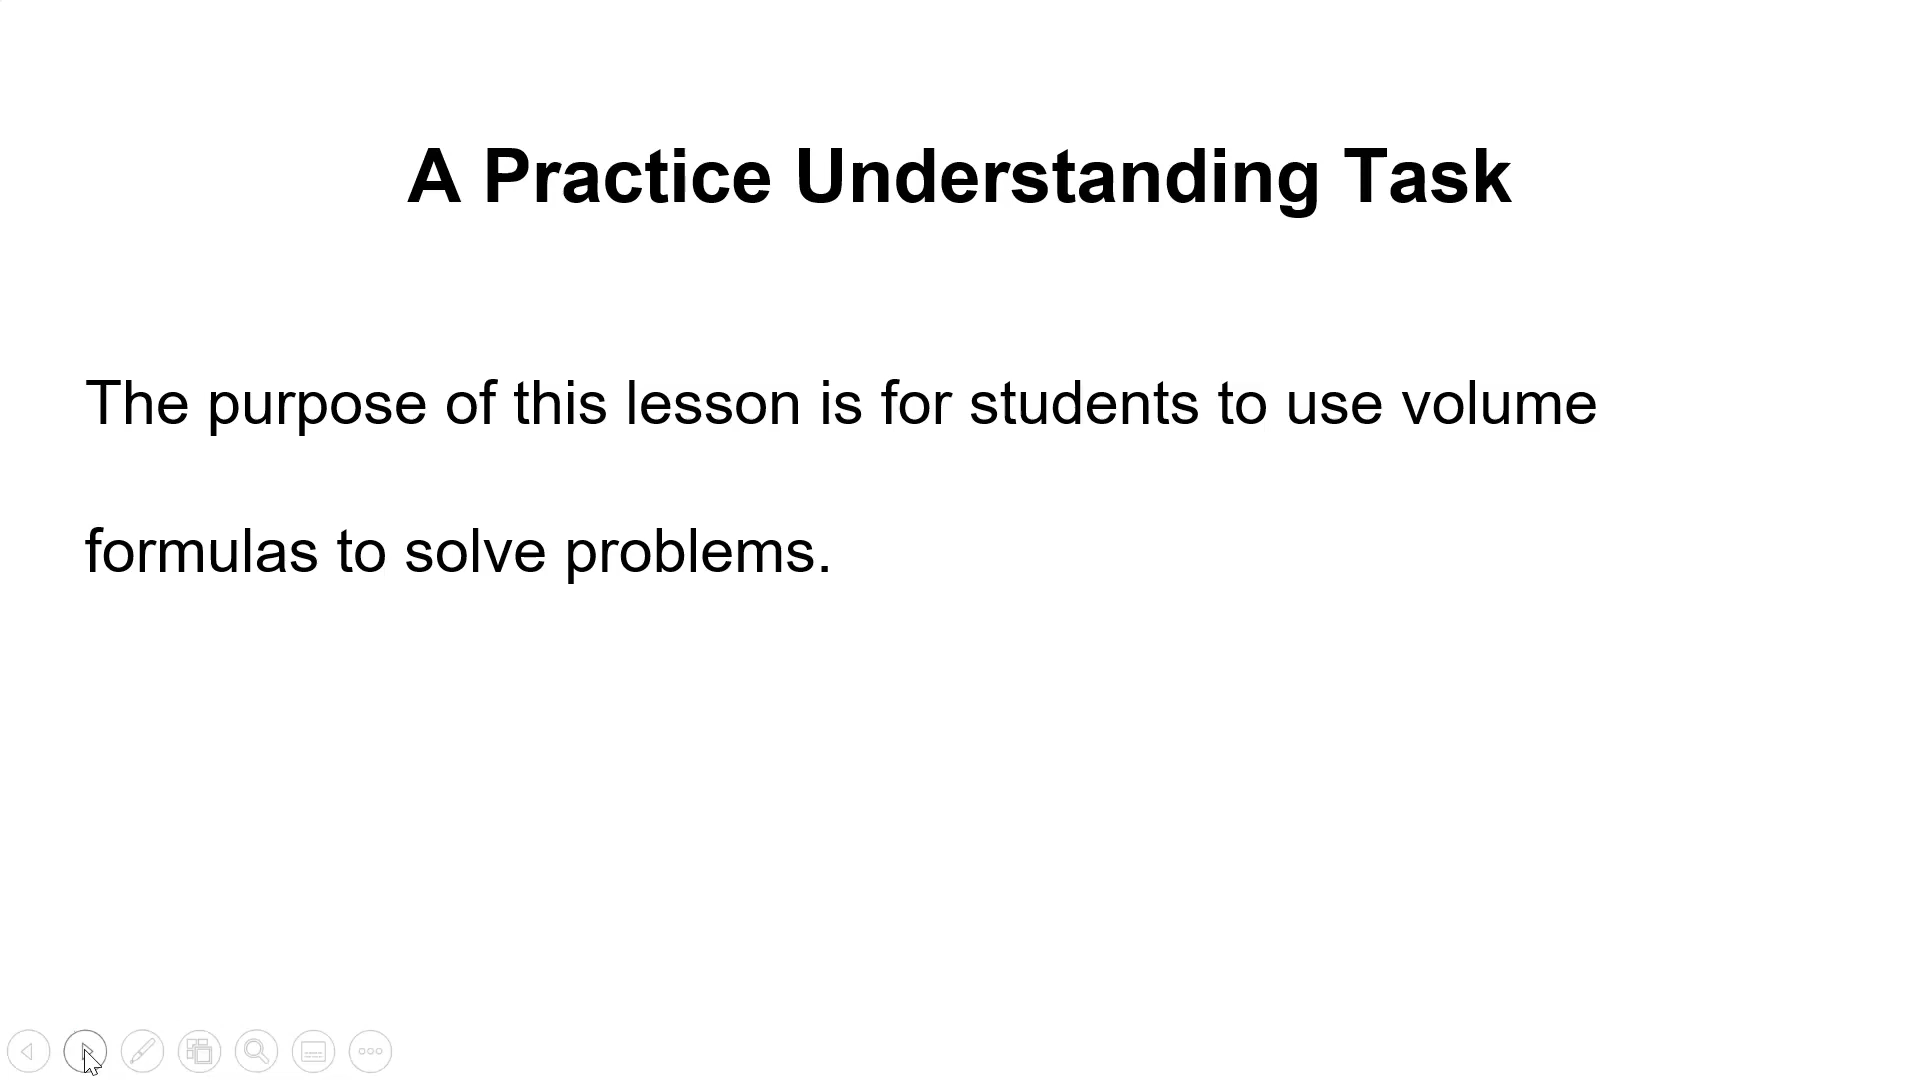 A Practice Understanding Task
The purpose of this lesson is for students to use volume
formulas to solve problems.